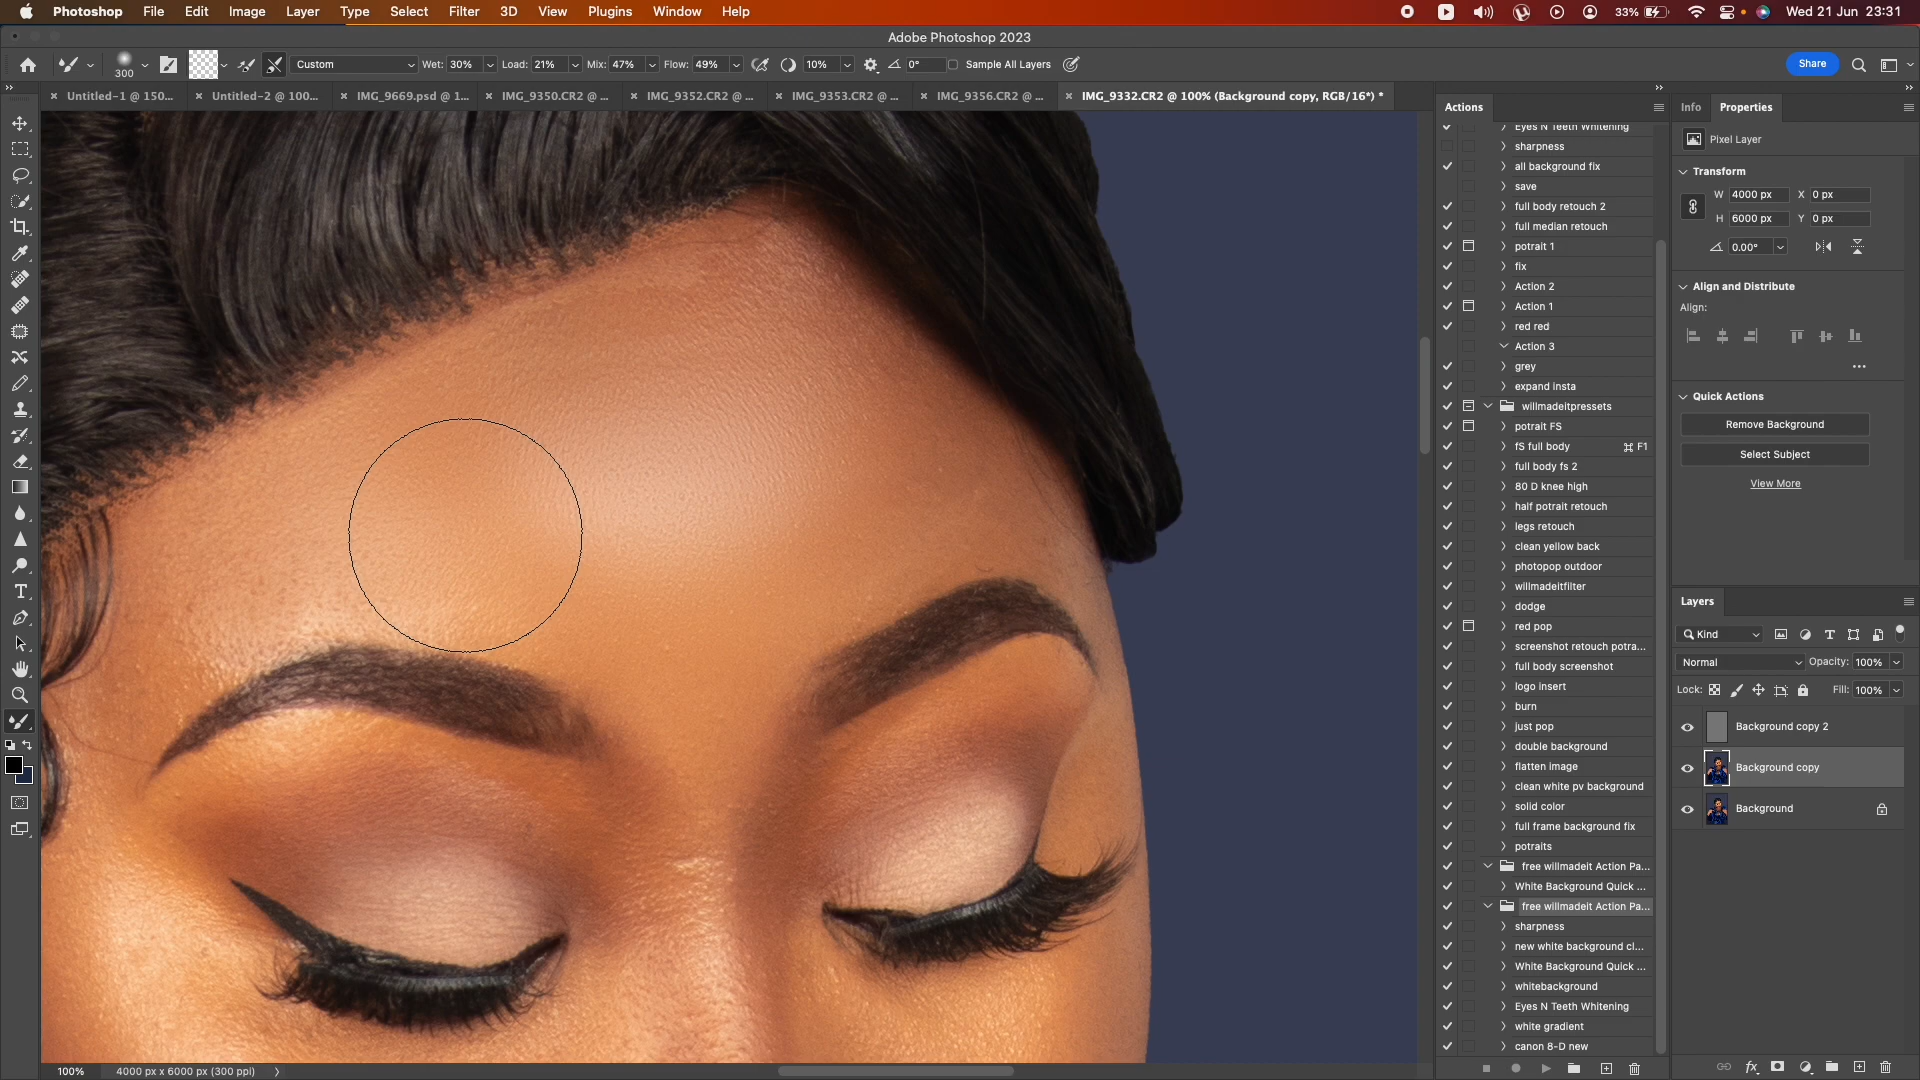 Photoshop File Edit Image Layer Type Select Filter 3D View Plugins Window Help 33% Wed 21 Jun 23:31
Adobe Photoshop 2023
300 Custom Wet: 30% Load: 21% Mix: 47% Flow: 49% 10% 0° Sample All Layers Share
Untitled-1 @ 150... Untitled-2 @ 100... IMG_9669.psd @ 1... IMG_9350.CR2 @ ... IMG_9352.CR2 @ ... IMG_9353.CR2 @ ... IMG_9356.CR2 @ ... IMG_9332.CR2 @ 100% (Background copy, RGB/16*) *
Actions
Eyes N Teeth Whitening
sharpness
all background fix
save
full body retouch 2
full median retouch
potrait 1
fix
Action 2
Action 1
red red
Action 3
grey
expand insta
willmadeitpressets
potrait FS
fS full body ⌘ F1
full body fs 2
80 D knee high
half potrait retouch
legs retouch
clean yellow back
photopop outdoor
willmadeitfilter
dodge
red pop
screenshot retouch potra...
full body screenshot
logo insert
burn
just pop
double background
flatten image
clean white pv background
solid color
full frame background fix
potraits
free willmadeit Action Pa...
White Background Quick ...
free willmadeit Action Pa...
sharpness
new white background cl...
White Background Quick ...
whitebackground
Eyes N Teeth Whitening
white gradient
canon 8-D new
Info Properties
Pixel Layer
Transform
W 4000 px X 0 px
H 6000 px Y 0 px
0.00°
Align and Distribute
Align:
Quick Actions
Remove Background
Select Subject
View More
Layers
Kind
Normal Opacity: 100%
Lock: Fill: 100%
Background copy 2
Background copy
Background
100% 4000 px x 6000 px (300 ppi)